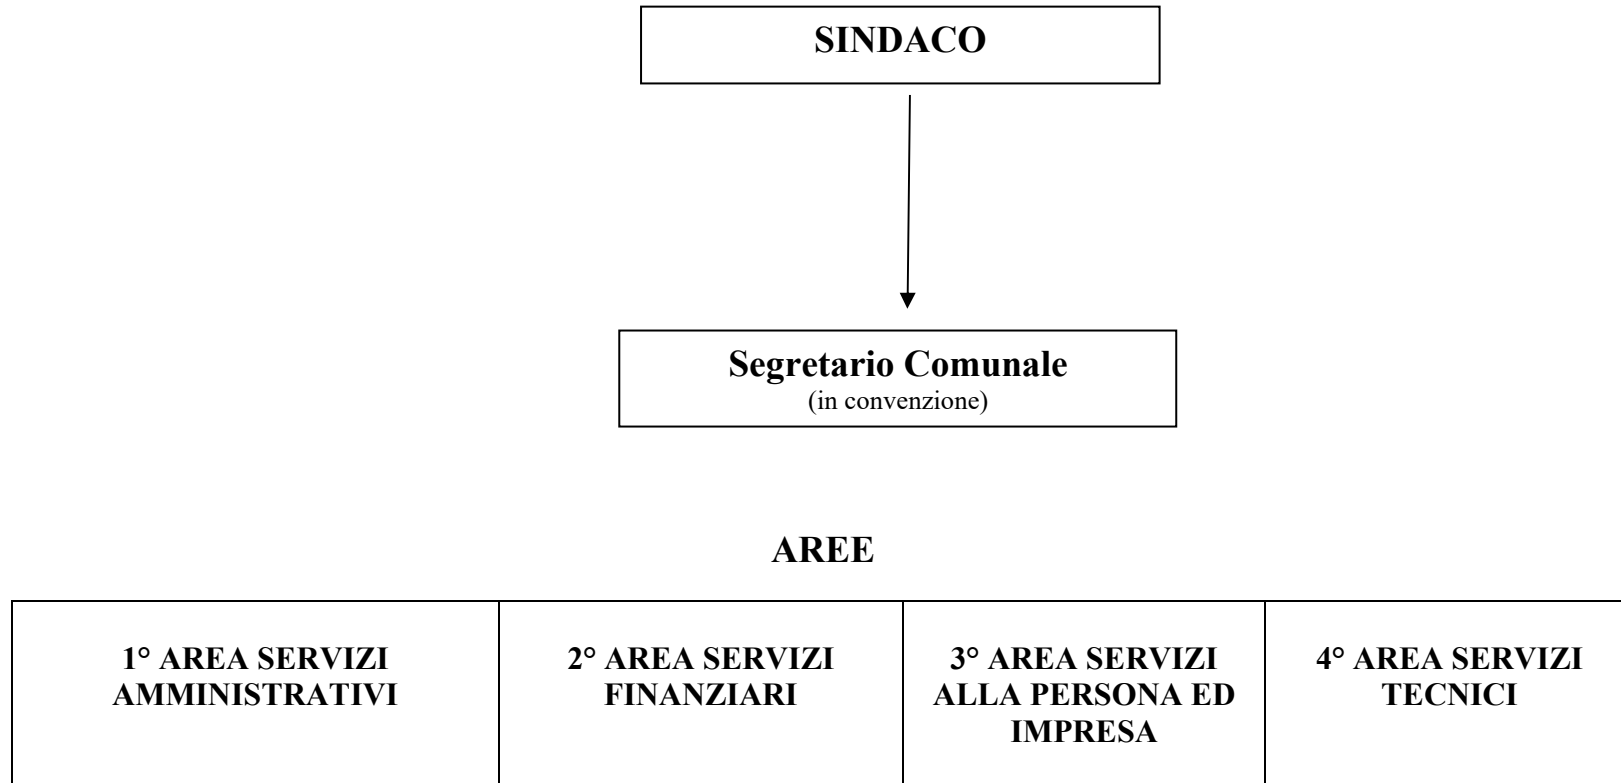 SINDACO
Segretario Comunale
(in convenzione)
AREE
1° AREA SERVIZI
AMMINISTRATIVI
2° AREA SERVIZI
FINANZIARI
3° AREA SERVIZI
ALLA PERSONA ED
IMPRESA
4° AREA SERVIZI
TECNICI